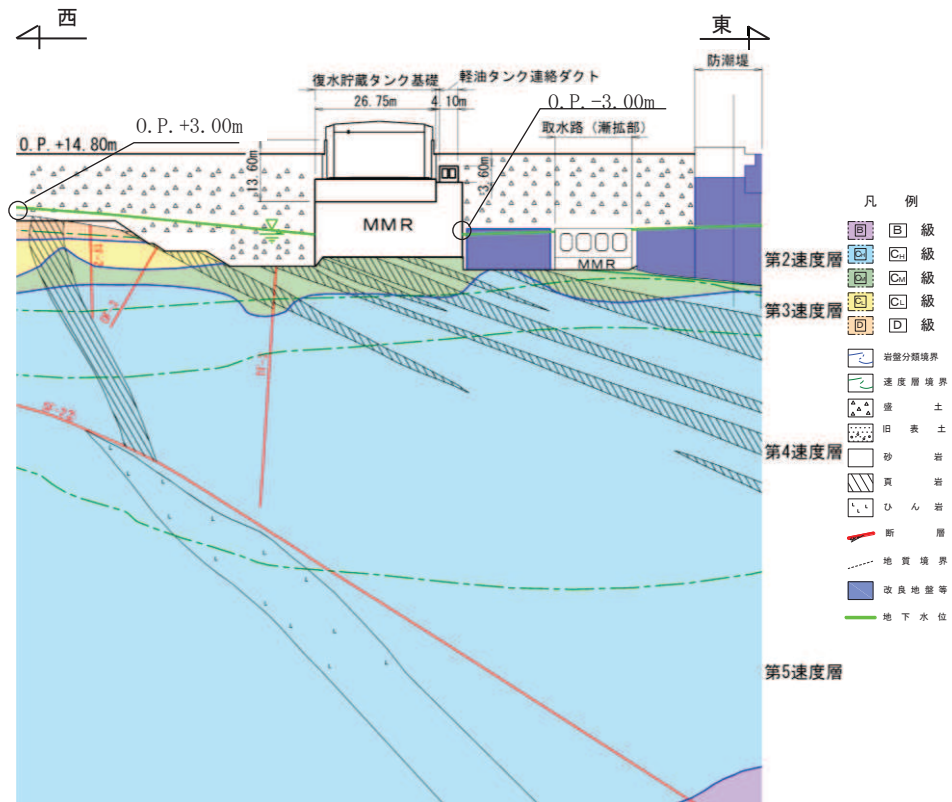 西
東
防潮堤
復水貯蔵タンク基礎
軽油タンク連絡ダクト
26.75m
4
10m
O.P.-3.00m
O.P.+3.00m
取水路（漸拡部）
O.P.+14.80m
13.60m
3.60m
MMR
MMR
第2速度層
第3速度層
第4速度層
第5速度層
凡 例
B B 級
CH CH 級
CM CM 級
CL CL 級
D D 級
岩盤分類境界
速度層境界
盛土
旧表土
砂岩
頁岩
ひん岩
断層
地質境界
改良地盤等
地下水位